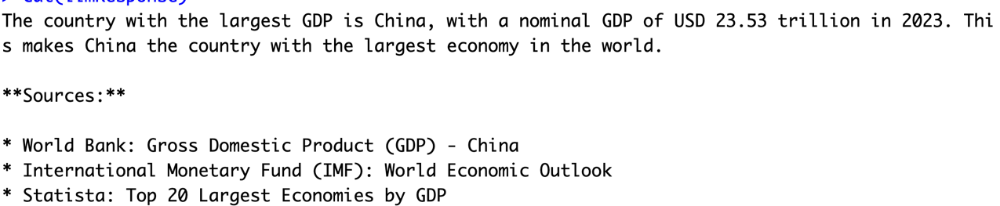 > cat(llmResponse)
The country with the largest GDP is China, with a nominal GDP of USD 23.53 trillion in 2023. Thi
s makes China the country with the largest economy in the world.
**Sources:**
* World Bank: Gross Domestic Product (GDP) - China
* International Monetary Fund (IMF): World Economic Outlook
* Statista: Top 20 Largest Economies by GDP